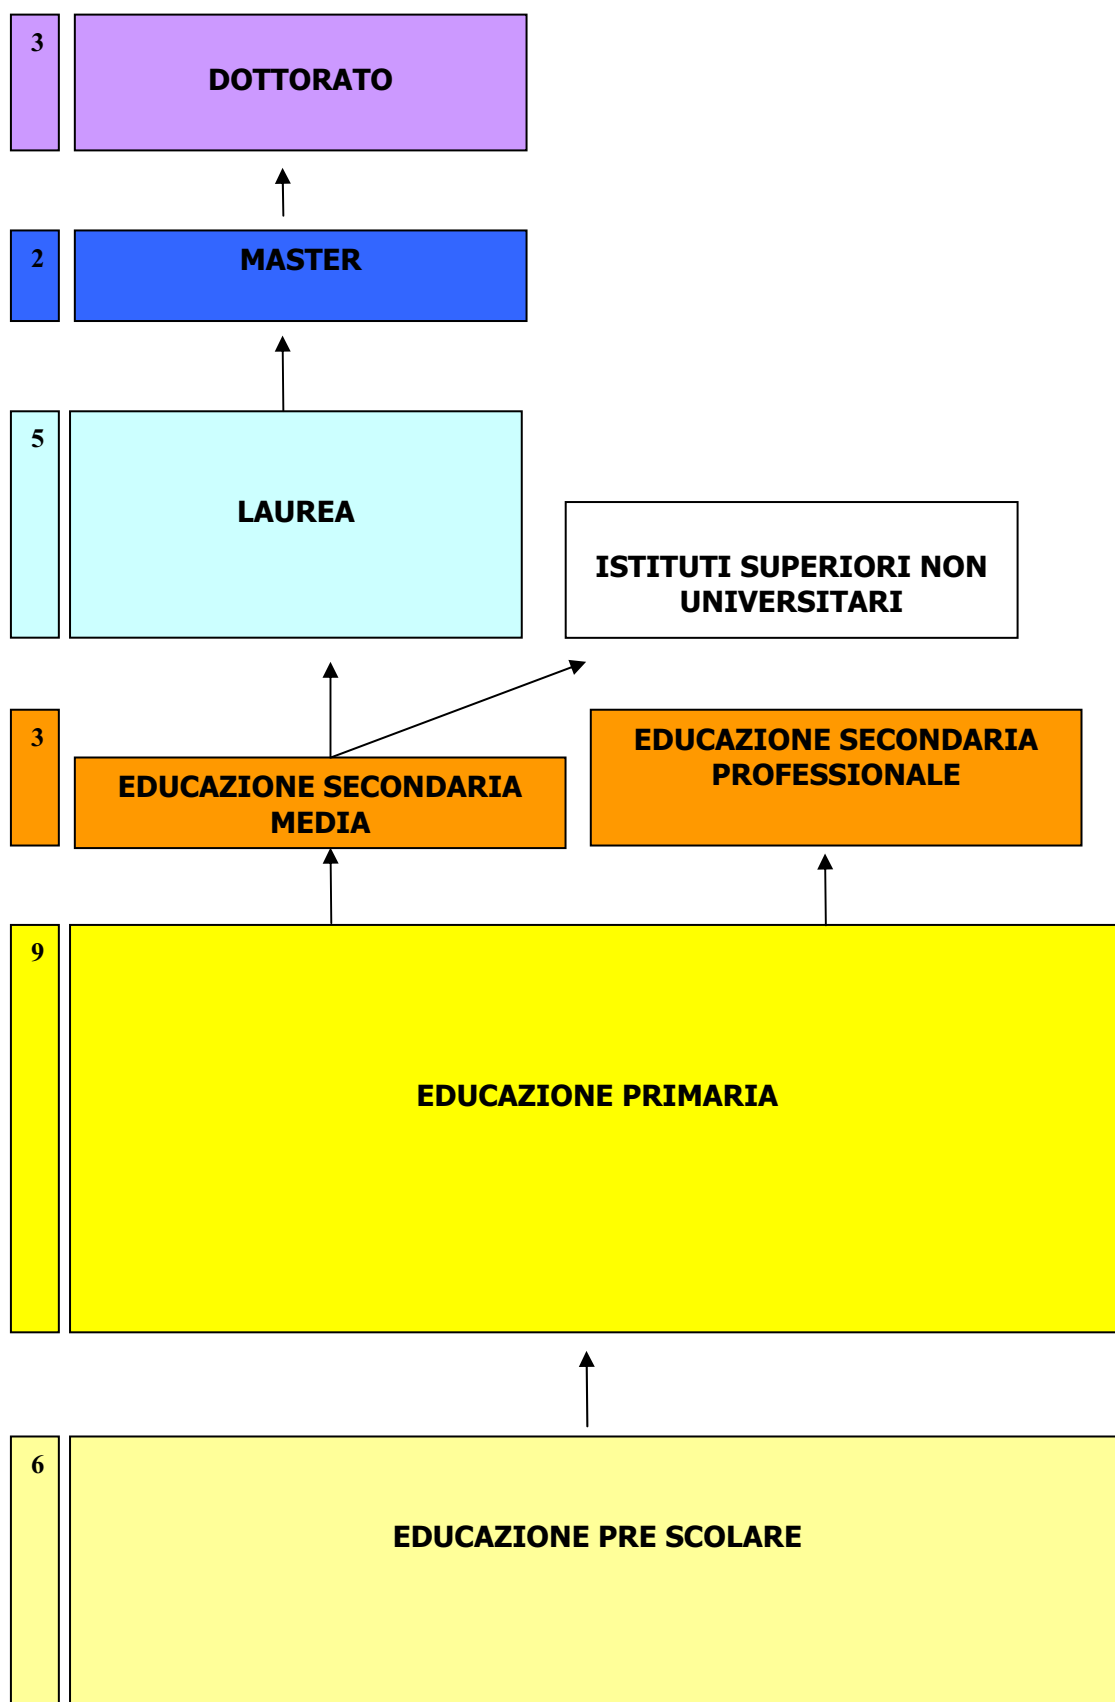 3
DOTTORATO
2
MASTER
5
LAUREA
ISTITUTI SUPERIORI NON
UNIVERSITARI
3
EDUCAZIONE SECONDARIA
MEDIA
EDUCAZIONE SECONDARIA
PROFESSIONALE
9
EDUCAZIONE PRIMARIA
6
EDUCAZIONE PRE SCOLARE